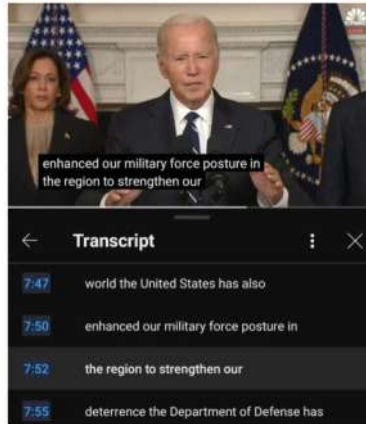 enhanced our military force posture in
the region to strengthen our
Transcript
7:47 world the United States has also
7:50 enhanced our military force posture in
7:52 the region to strengthen our
7:55 deterrence the Department of Defense has